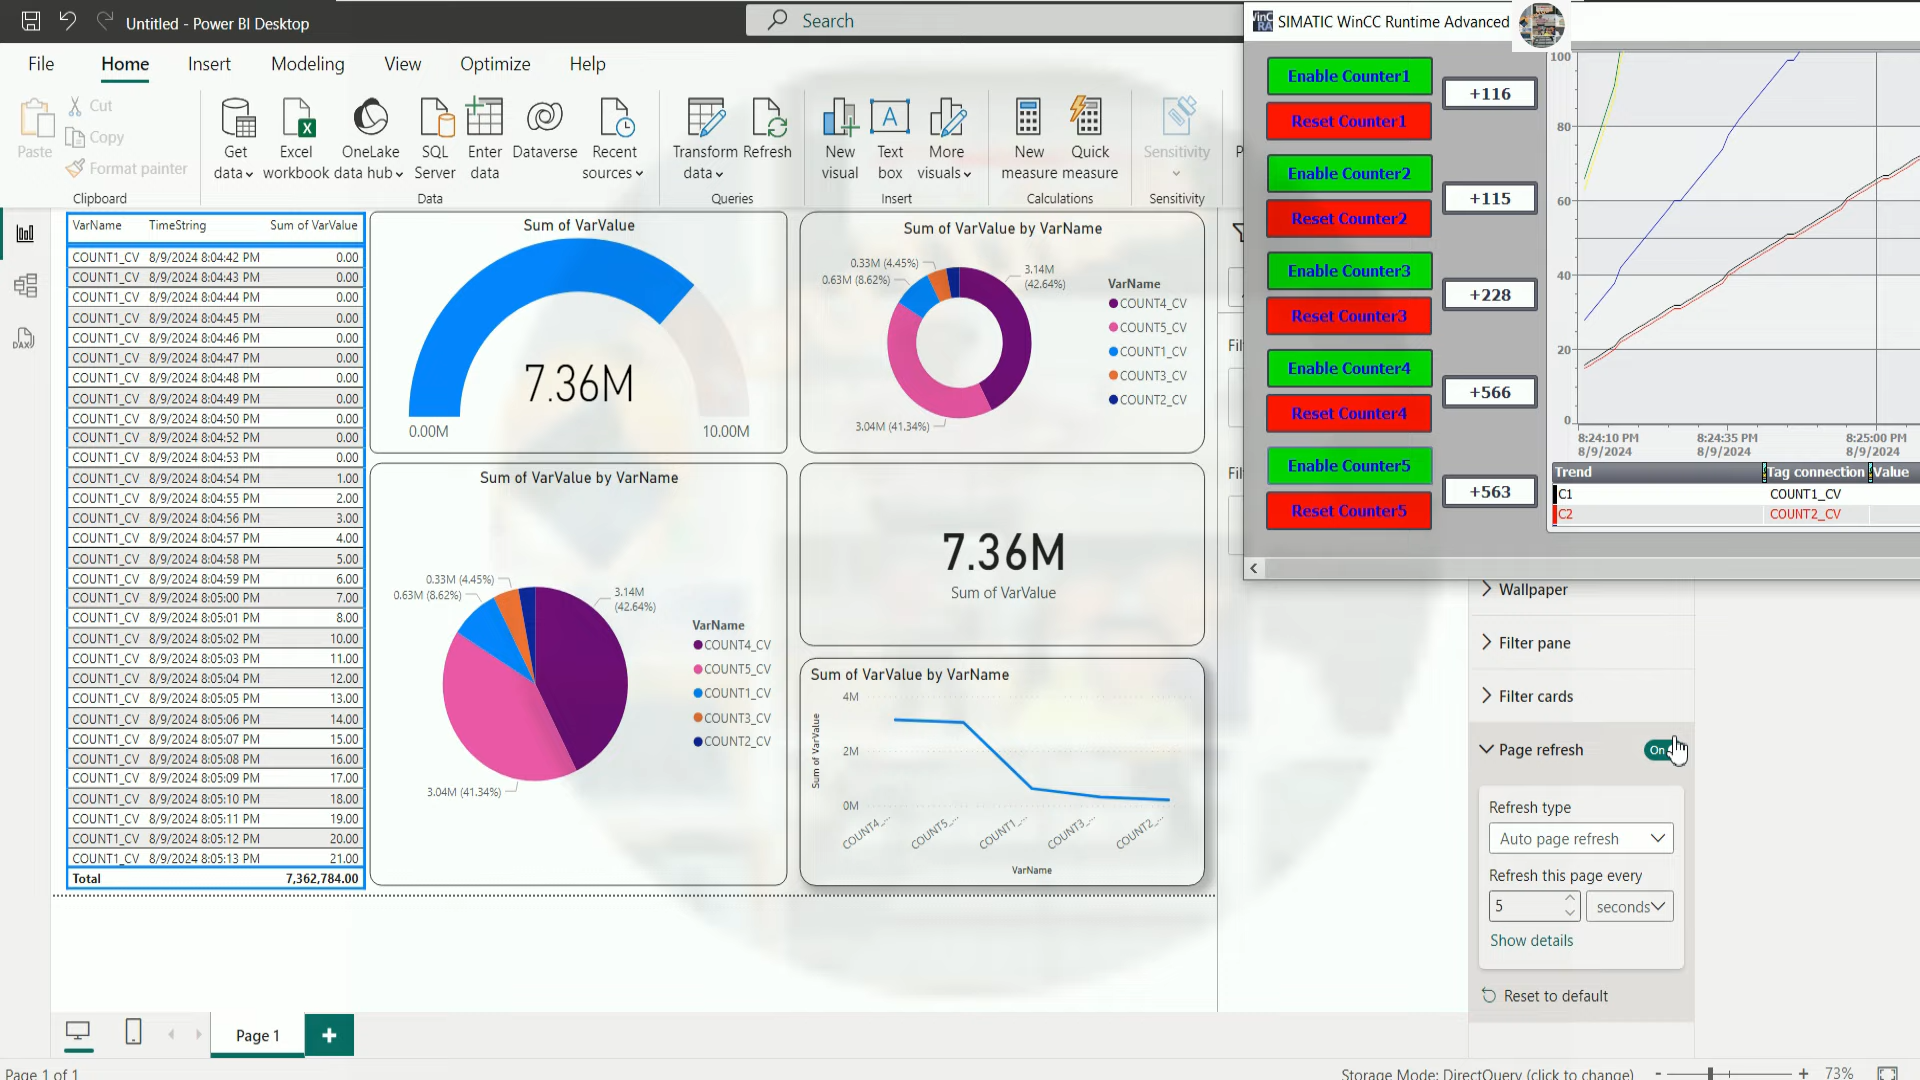 Untitled - Power BI Desktop
Search
File Home Insert Modeling View Optimize Help
Paste
Cut
Copy
Format painter
Clipboard
Get data
Excel workbook
OneLake data hub
SQL Server
Enter data
Dataverse
Recent sources
Data
Transform data
Refresh
Queries
New visual
Text box
More visuals
Insert
New measure
Quick measure
Calculations
Sensitivity
Sensitivity
P
VarName TimeString Sum of VarValue
COUNT1_CV 8/9/2024 8:04:42 PM 0.00
COUNT1_CV 8/9/2024 8:04:43 PM 0.00
COUNT1_CV 8/9/2024 8:04:44 PM 0.00
COUNT1_CV 8/9/2024 8:04:45 PM 0.00
COUNT1_CV 8/9/2024 8:04:46 PM 0.00
COUNT1_CV 8/9/2024 8:04:47 PM 0.00
COUNT1_CV 8/9/2024 8:04:48 PM 0.00
COUNT1_CV 8/9/2024 8:04:49 PM 0.00
COUNT1_CV 8/9/2024 8:04:50 PM 0.00
COUNT1_CV 8/9/2024 8:04:52 PM 0.00
COUNT1_CV 8/9/2024 8:04:53 PM 0.00
COUNT1_CV 8/9/2024 8:04:54 PM 1.00
COUNT1_CV 8/9/2024 8:04:55 PM 2.00
COUNT1_CV 8/9/2024 8:04:56 PM 3.00
COUNT1_CV 8/9/2024 8:04:57 PM 4.00
COUNT1_CV 8/9/2024 8:04:58 PM 5.00
COUNT1_CV 8/9/2024 8:04:59 PM 6.00
COUNT1_CV 8/9/2024 8:05:00 PM 7.00
COUNT1_CV 8/9/2024 8:05:01 PM 8.00
COUNT1_CV 8/9/2024 8:05:02 PM 10.00
COUNT1_CV 8/9/2024 8:05:03 PM 11.00
COUNT1_CV 8/9/2024 8:05:04 PM 12.00
COUNT1_CV 8/9/2024 8:05:05 PM 13.00
COUNT1_CV 8/9/2024 8:05:06 PM 14.00
COUNT1_CV 8/9/2024 8:05:07 PM 15.00
COUNT1_CV 8/9/2024 8:05:08 PM 16.00
COUNT1_CV 8/9/2024 8:05:09 PM 17.00
COUNT1_CV 8/9/2024 8:05:10 PM 18.00
COUNT1_CV 8/9/2024 8:05:11 PM 19.00
COUNT1_CV 8/9/2024 8:05:12 PM 20.00
COUNT1_CV 8/9/2024 8:05:13 PM 21.00
Total 7,362,784.00
Sum of VarValue
7.36M
0.00M 10.00M
Sum of VarValue by VarName
0.33M (4.45%)
0.63M (8.62%)
3.14M
(42.64%)
3.04M (41.34%)
VarName
COUNT4_CV
COUNT5_CV
COUNT1_CV
COUNT3_CV
COUNT2_CV
Sum of VarValue by VarName
0.33M (4.45%)
0.63M (8.62%)
3.14M
(42.64%)
3.04M (41.34%)
VarName
COUNT4_CV
COUNT5_CV
COUNT1_CV
COUNT3_CV
COUNT2_CV
7.36M
Sum of VarValue
Sum of VarValue by VarName
4M
2M
0M
Sum of VarValue
COUNT4_...
COUNT5_...
COUNT1_...
COUNT3_...
COUNT2_...
VarName
SIMATIC WinCC Runtime Advanced
Enable Counter1
Reset Counter1
+116
Enable Counter2
Reset Counter2
+115
Enable Counter3
Reset Counter3
+228
Enable Counter4
Reset Counter4
+566
Enable Counter5
Reset Counter5
+563
100
80
60
40
20
0
8:24:10 PM 8:24:35 PM 8:25:00 PM
8/9/2024 8/9/2024 8/9/2024
Trend Tag connection Value
C1 COUNT1_CV
C2 COUNT2_CV
Fil
Fil
Wallpaper
Filter pane
Filter cards
Page refresh On
Refresh type
Auto page refresh
Refresh this page every
5 seconds
Show details
Reset to default
Page 1
Page 1 of 1
Storage Mode: DirectQuery (click to change)
- + 73%